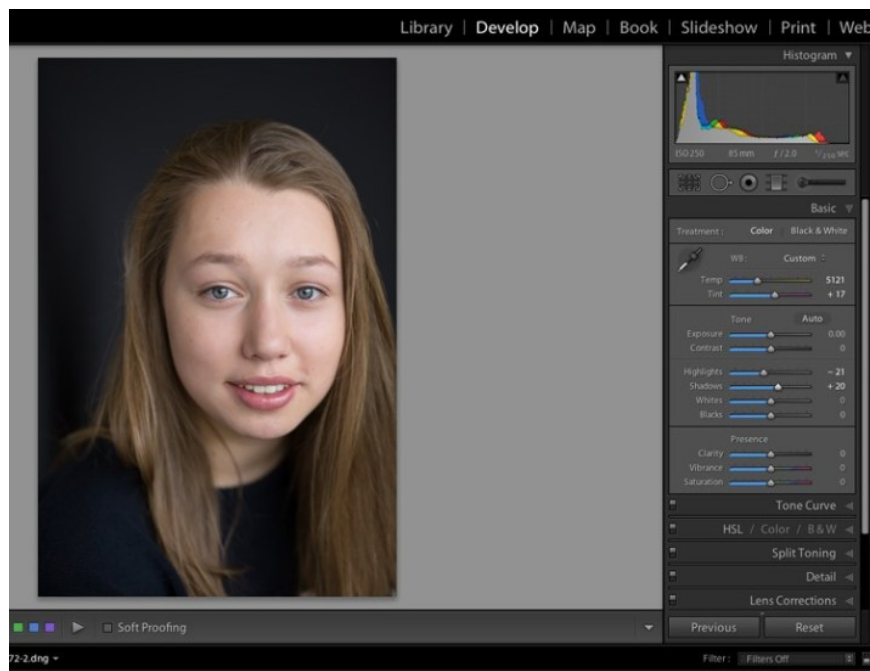 Library | Develop | Map | Book | Slideshow | Print | Web
Histogram
ISO 250 85 mm ƒ / 2.0 1/250 SEC
Basic
Treatment : Color Black & White
WB : Custom
Temp 5121
Tint + 17
Tone Auto
Exposure 0.00
Contrast 0
Highlights − 21
Shadows + 20
Whites 0
Blacks 0
Presence
Clarity 0
Vibrance 0
Saturation 0
Tone Curve
HSL / Color / B & W
Split Toning
Detail
Lens Corrections
Soft Proofing
Previous Reset
72-2.dng
Filter : Filters Off